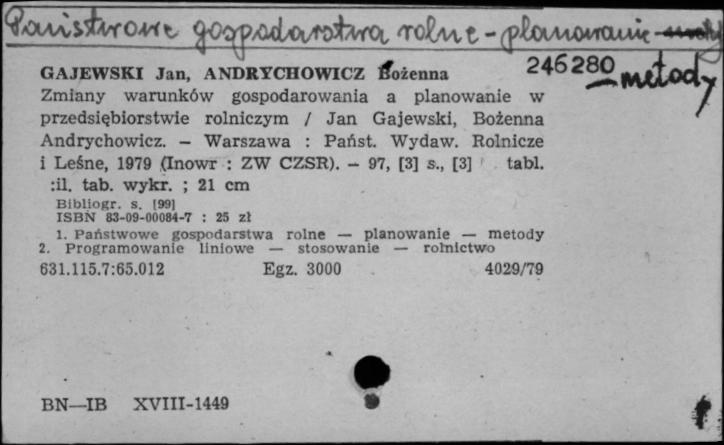 Państwowe gospodarstwa rolne - planowanie
246280 - metody
GAJEWSKI Jan, ANDRYCHOWICZ Bożenna
Zmiany warunków gospodarowania a planowanie w
przedsiębiorstwie rolniczym / Jan Gajewski, Bożenna
Andrychowicz. — Warszawa : Państ. Wydaw. Rolnicze
i Leśne, 1979 (Inowr : ZW CZSR). — 97, [3] s., [3] tabl.
:il. tab. wykr. ; 21 cm
Bibliogr. s. [99]
ISBN 83-09-00084-7 : 25 zł
1. Państwowe gospodarstwa rolne — planowanie — metody
2. Programowanie liniowe — stosowanie — rolnictwo
631.115.7:65.012 Egz. 3000 4029/79
BN—IB XVIII-1449